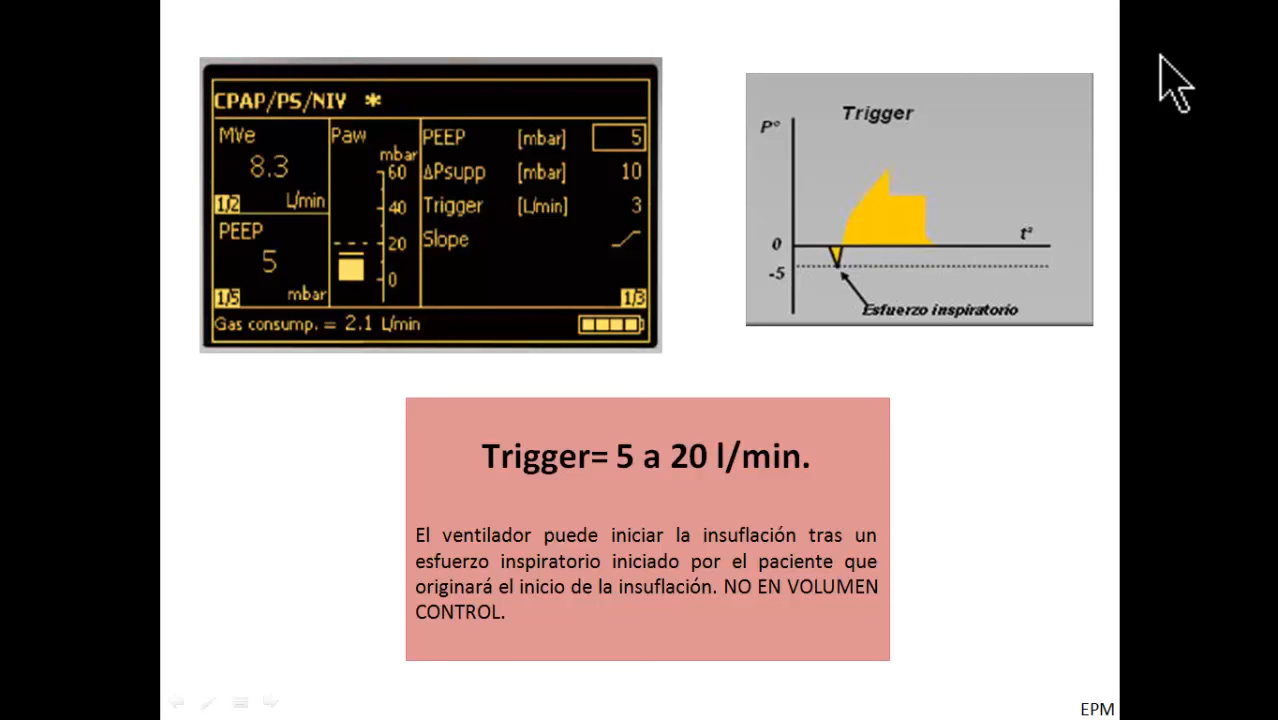 CPAP/PS/NIV *
MVe
8.3
1/2 L/min
PEEP
5
1/5 mbar
Paw
mbar
60
40
20
0
PEEP [mbar] 5
ΔPsupp [mbar] 10
Trigger [L/min] 3
Slope
1/3
Gas consump. = 2.1 L/min
Trigger
Pº
0
-5
tª
Esfuerzo inspiratorio
Trigger= 5 a 20 l/min.
El ventilador puede iniciar la insuflación tras un
esfuerzo inspiratorio iniciado por el paciente que
originará el inicio de la insuflación. NO EN VOLUMEN
CONTROL.
EPM